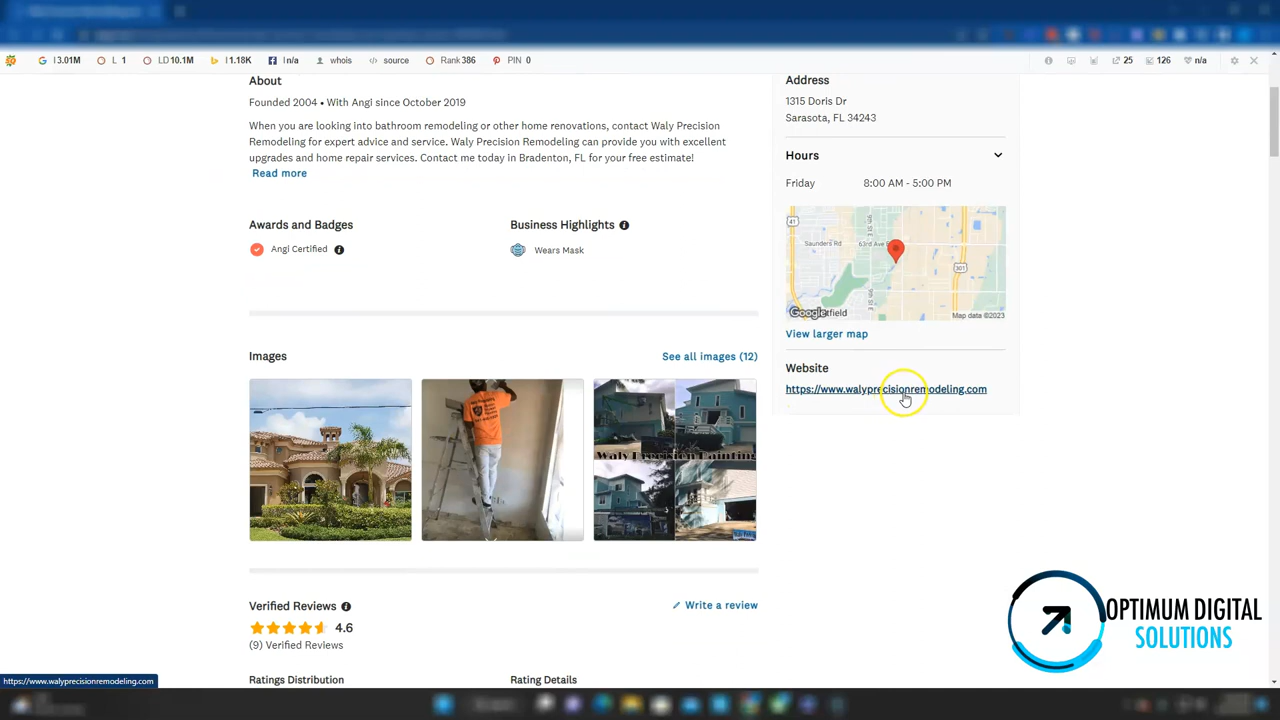 I 3.01M
L 1
LD 10.1M
I 1.18K
I n/a
whois
source
Rank 386
PIN 0
25
126
n/a
About
Founded 2004 • With Angi since October 2019
When you are looking into bathroom remodeling or other home renovations, contact Waly Precision
Remodeling for expert advice and service. Waly Precision Remodeling can provide you with excellent
upgrades and home repair services. Contact me today in Bradenton, FL for your free estimate!
Read more
Awards and Badges
Angi Certified
Business Highlights
Wears Mask
Images
See all images (12)
Waly Precision Painting
Verified Reviews
Write a review
4.6
(9) Verified Reviews
Ratings Distribution
Rating Details
Address
1315 Doris Dr
Sarasota, FL 34243
Hours
Friday 8:00 AM - 5:00 PM
41
Saunders Rd
63rd Ave E
9th St E
301
Google
tfield
Map data ©2023
View larger map
Website
https://www.walyprecisionremodeling.com
OPTIMUM DIGITAL
SOLUTIONS
https://www.walyprecisionremodeling.com